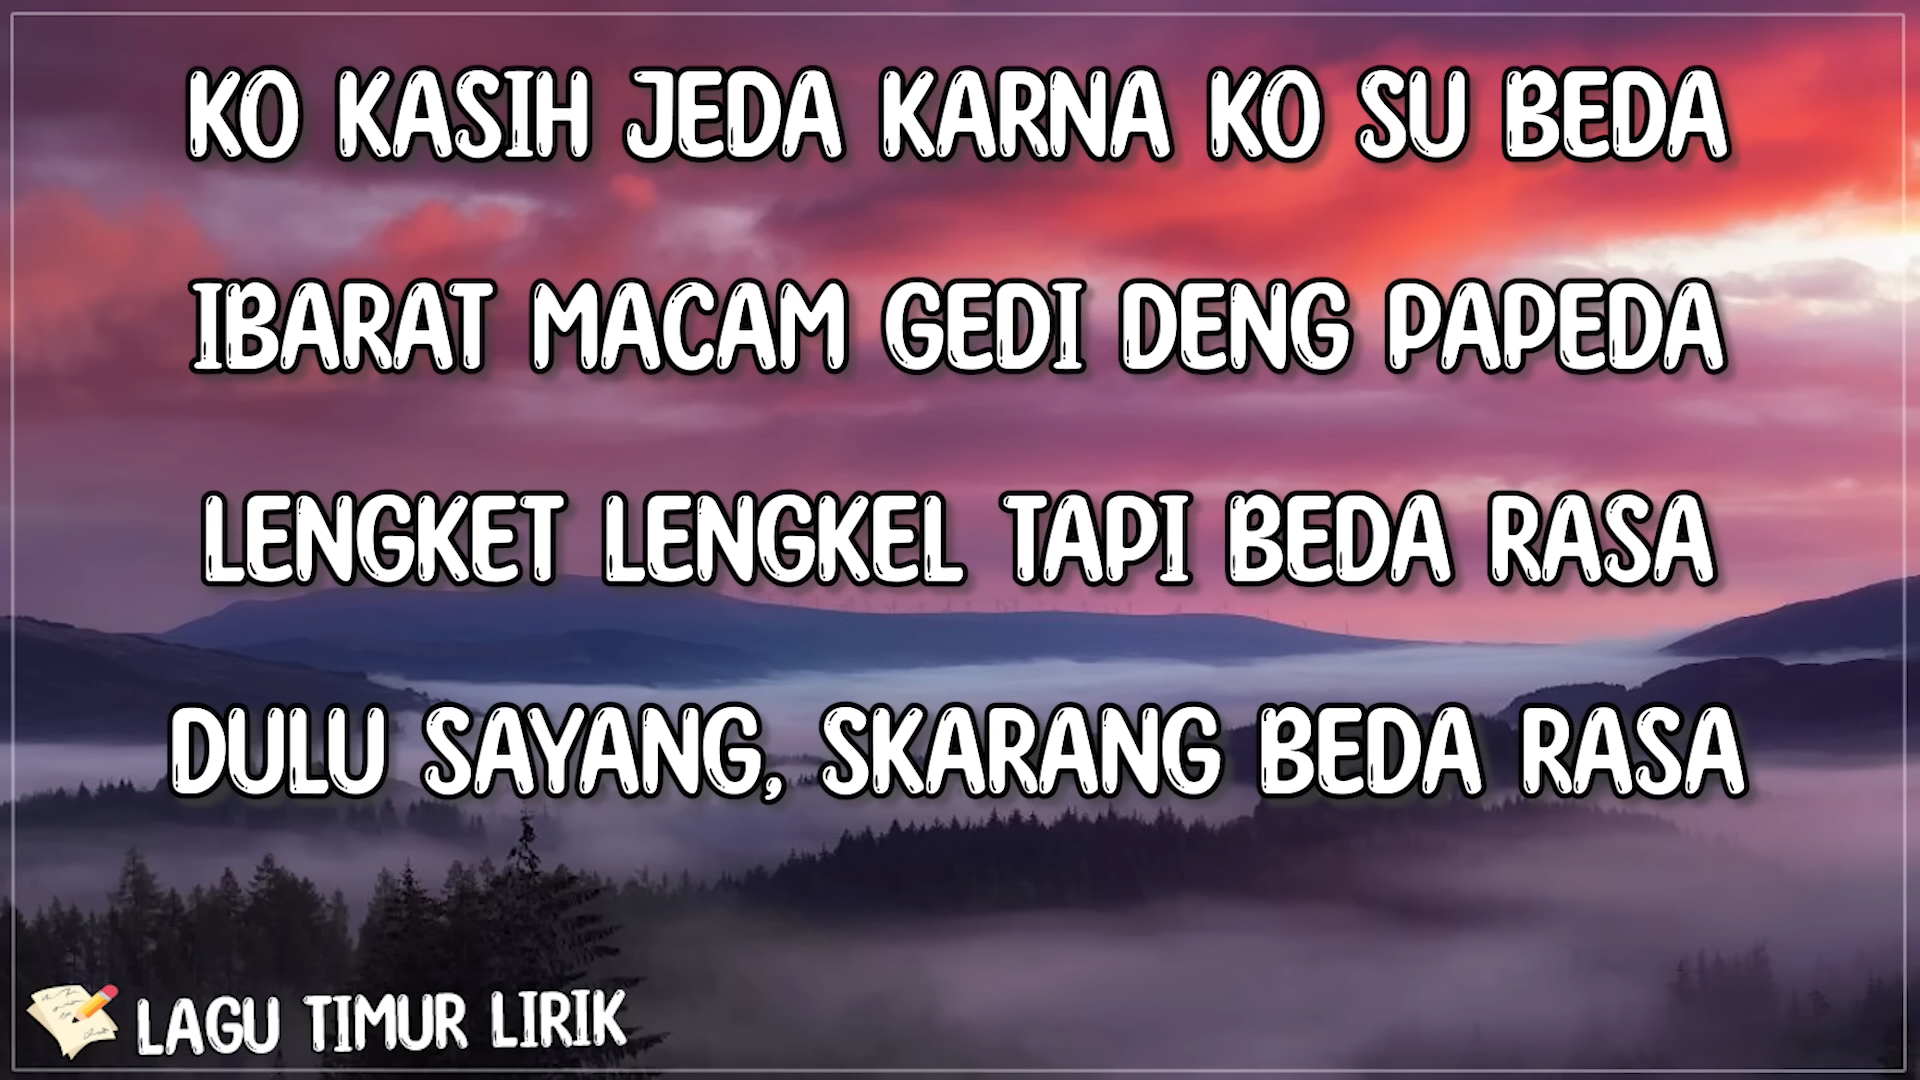 KO KASIH JEDA KARNA KO SU BEDA
IBARAT MACAM GEDI DENG PAPEDA
LENGKET LENGKEL TAPI BEDA RASA
DULU SAYANG, SKARANG BEDA RASA
LAGU TIMUR LIRIK